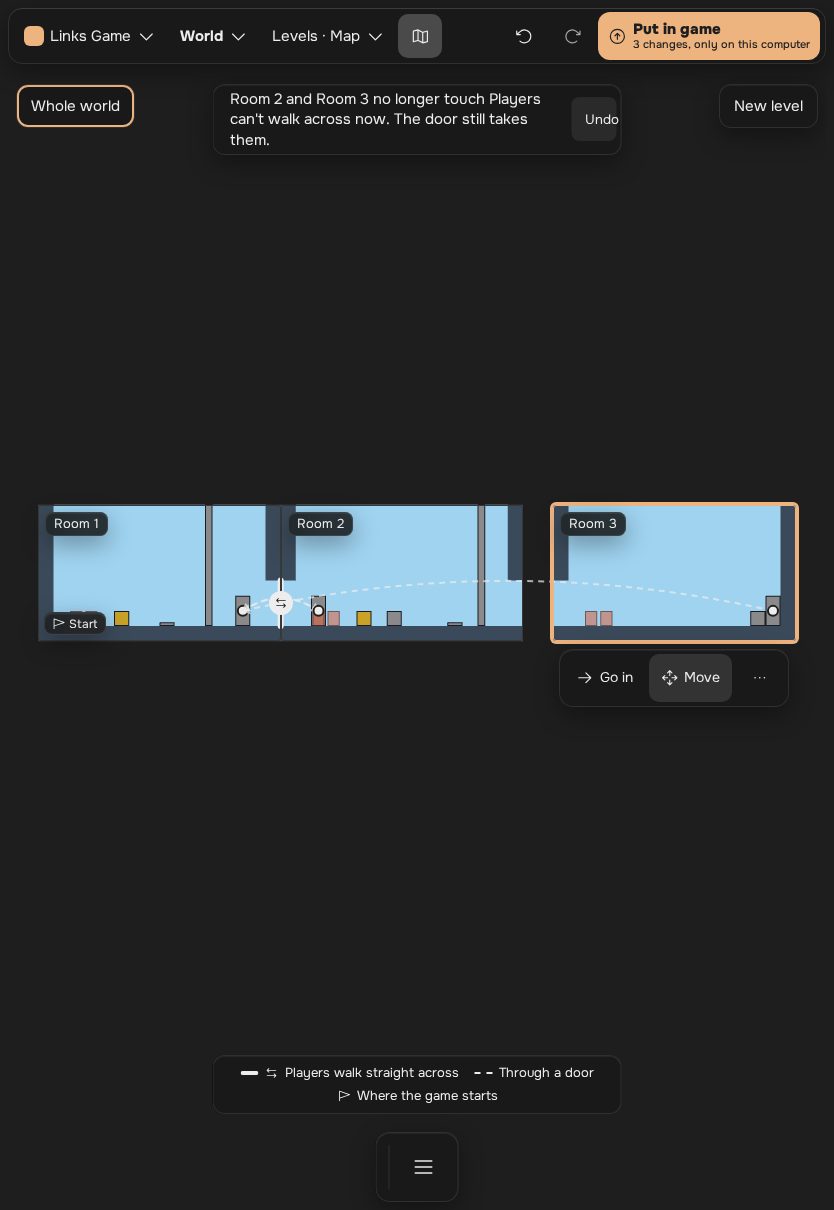 Links Game
World
Levels · Map
Put in game
3 changes, only on this computer
Whole world
Room 2 and Room 3 no longer touch Players
can't walk across now. The door still takes
them.
Undo
New level
Room 1
Room 2
Room 3
Start
Go in
Move
...
Players walk straight across
Through a door
Where the game starts